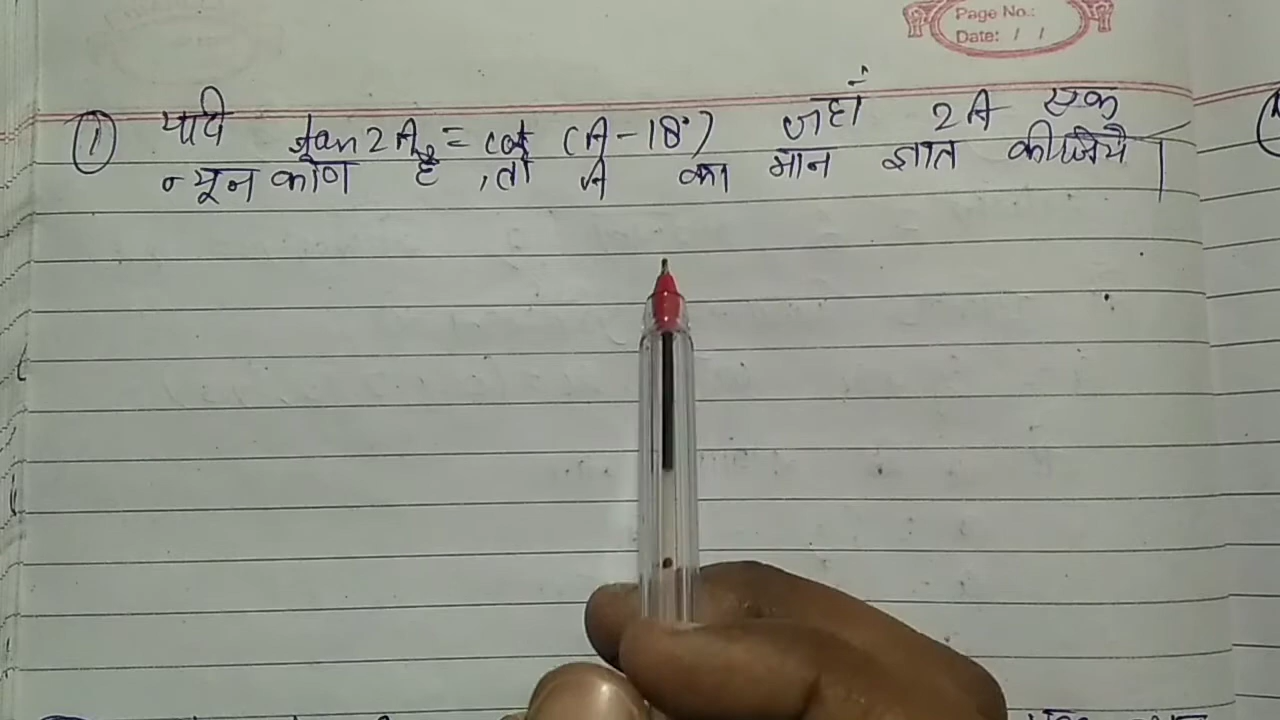 Page No.:
Date: / /
① यदि tan 2A = cot (A - 18°) जहाँ 2A एक
न्यून कोण है, तो A का मान ज्ञात कीजिये |